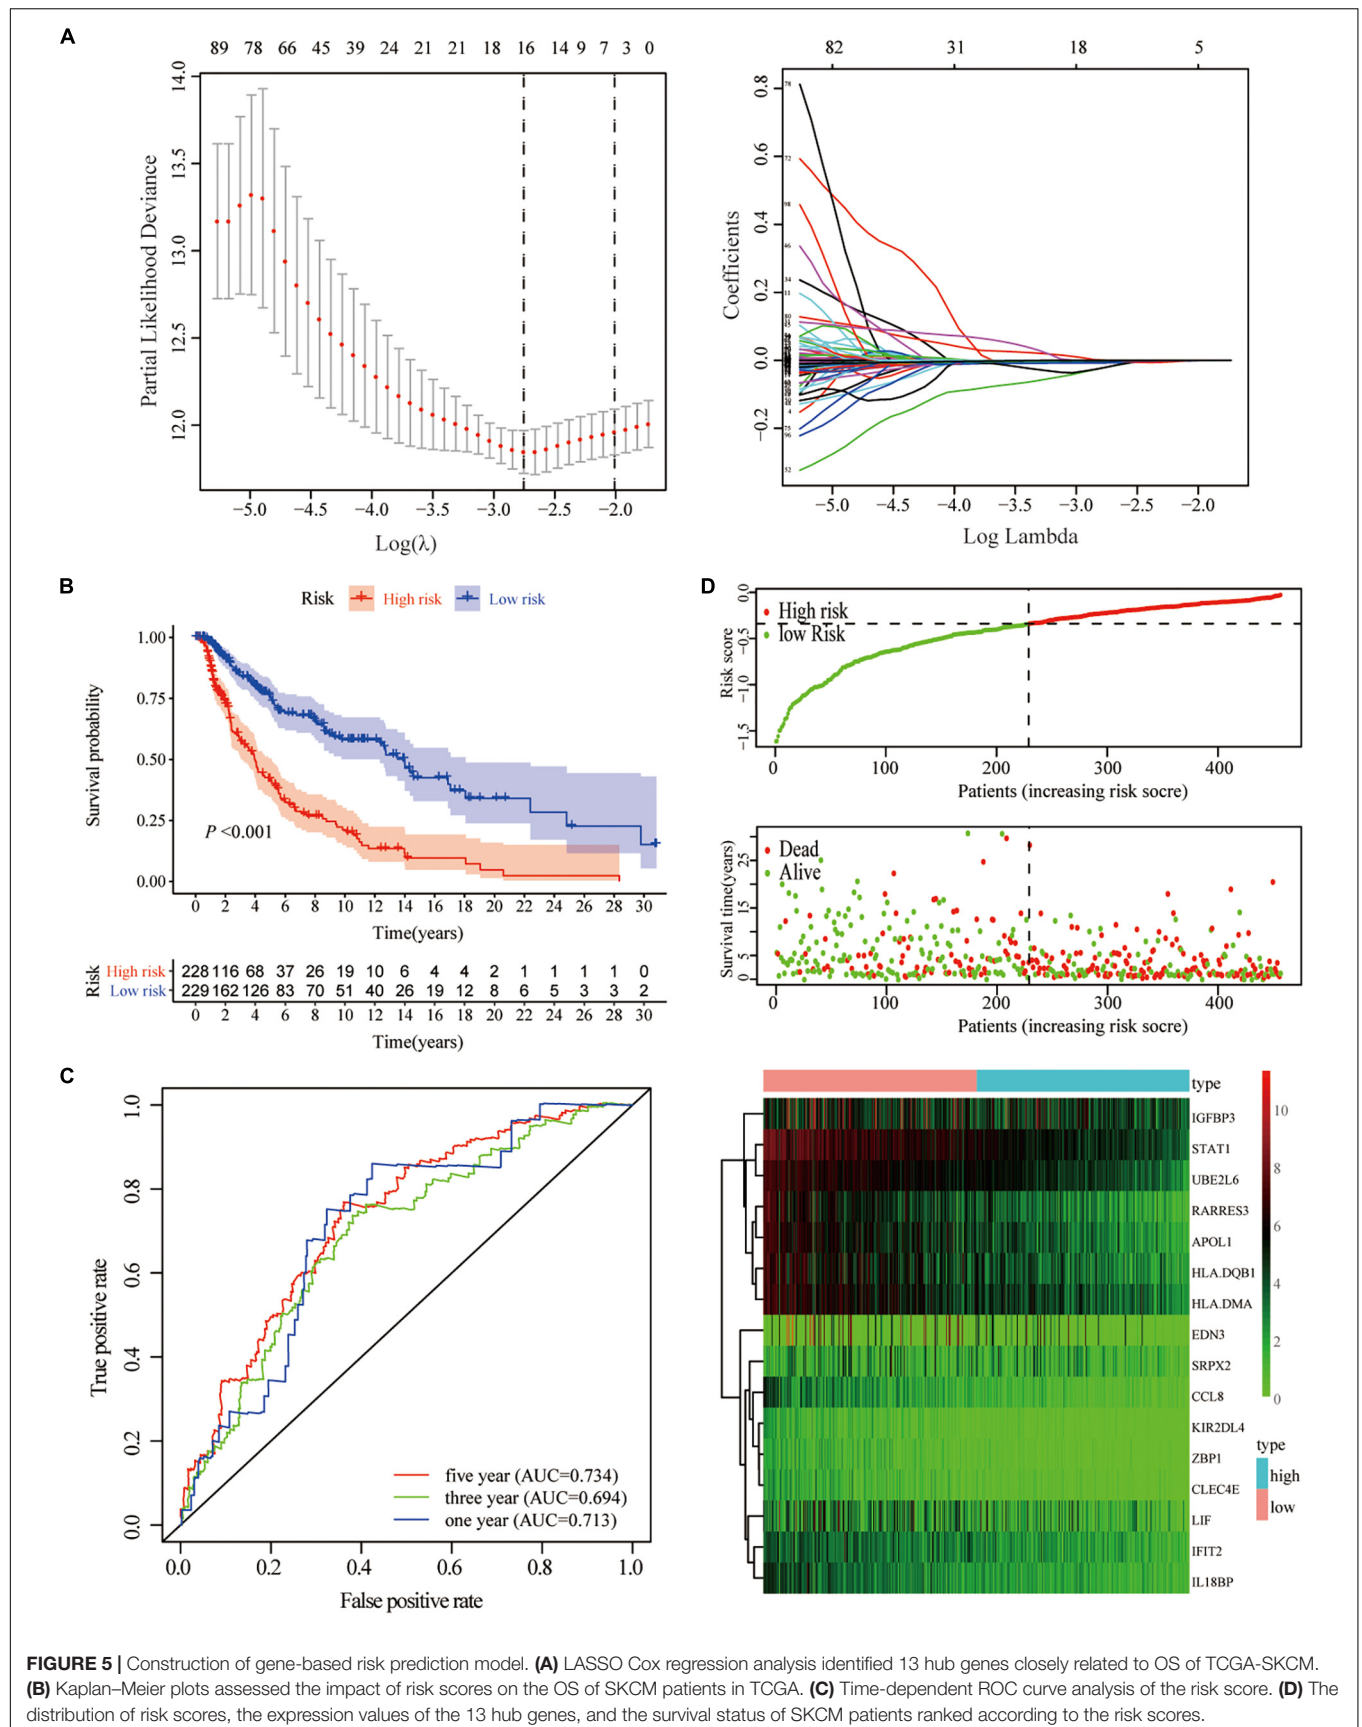 A
89 78 66 45 39 24 21 21 18 16 14 9 7 3 0
14.0
13.5
13.0
12.5
12.0
Partial Likelihood Deviance
−5.0 −4.5 −4.0 −3.5 −3.0 −2.5 −2.0
Log(λ)
82 31 18 5
0.8
0.6
0.4
0.2
0.0
−0.2
Coefficients
78
72
98
46
34
11
80
4
75
96
52
−5.0 −4.5 −4.0 −3.5 −3.0 −2.5 −2.0
Log Lambda
B
Risk High risk Low risk
1.00
0.75
0.50
0.25
0.00
Survival probability
P <0.001
0 2 4 6 8 10 12 14 16 18 20 22 24 26 28 30
Time(years)
Risk
High risk 228 116 68 37 26 19 10 6 4 4 2 1 1 1 1 0
Low risk 229 162 126 83 70 51 40 26 19 12 8 6 5 3 3 2
0 2 4 6 8 10 12 14 16 18 20 22 24 26 28 30
Time(years)
D
High risk
low Risk
0.0
−0.5
−1.0
−1.5
Risk score
0 100 200 300 400
Patients (increasing risk socre)
Dead
Alive
25
15
5
0
Survival time(years)
0 100 200 300 400
Patients (increasing risk socre)
C
1.0
0.8
0.6
0.4
0.2
0.0
True positive rate
five year (AUC=0.734)
three year (AUC=0.694)
one year (AUC=0.713)
0.0 0.2 0.4 0.6 0.8 1.0
False positive rate
type
IGFBP3
STAT1
UBE2L6
RARRES3
APOL1
HLA.DQB1
HLA.DMA
EDN3
SRPX2
CCL8
KIR2DL4
ZBP1
CLEC4E
LIF
IFIT2
IL18BP
10
8
6
4
2
0
type
high
low
FIGURE 5 | Construction of gene-based risk prediction model. (A) LASSO Cox regression analysis identified 13 hub genes closely related to OS of TCGA-SKCM.
(B) Kaplan–Meier plots assessed the impact of risk scores on the OS of SKCM patients in TCGA. (C) Time-dependent ROC curve analysis of the risk score. (D) The
distribution of risk scores, the expression values of the 13 hub genes, and the survival status of SKCM patients ranked according to the risk scores.